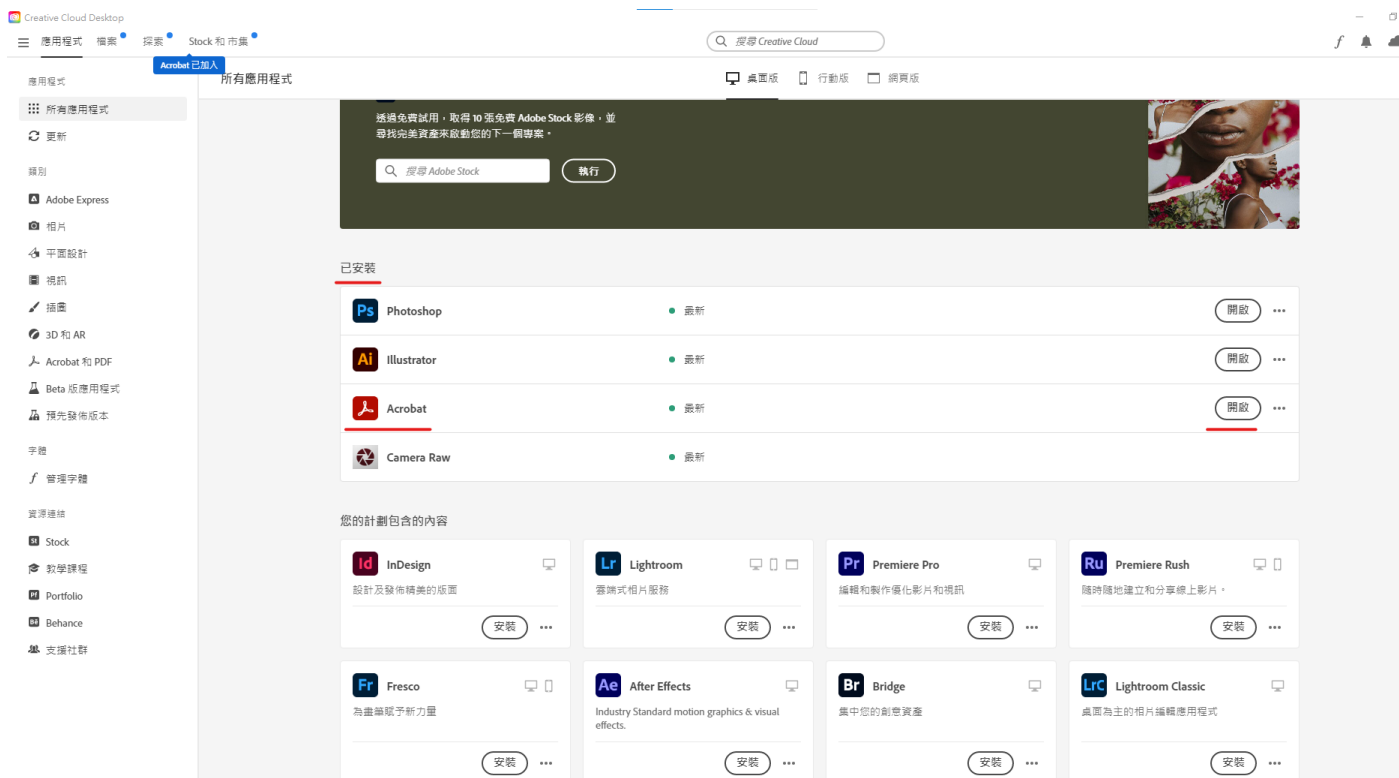 Creative Cloud Desktop
應用程式
檔案
探索
Stock 和 市集
搜尋 Creative Cloud
Acrobat 已加入
應用程式
所有應用程式
更新
類別
Adobe Express
相片
平面設計
視訊
插圖
3D 和 AR
Acrobat 和 PDF
Beta 版應用程式
預先發佈版本
字體
管理字體
資源連結
Stock
教學課程
Portfolio
Behance
支援社群
所有應用程式
桌面版
行動版
網頁版
透過免費試用，取得 10 張免費 Adobe Stock 影像，並
尋找完美資產來啟動您的下一個專案。
搜尋 Adobe Stock
執行
已安裝
Ps Photoshop
最新
開啟
Ai Illustrator
最新
開啟
Acrobat
最新
開啟
Camera Raw
最新
您的計劃包含的內容
Id InDesign
設計及發佈精美的版面
安裝
Lr Lightroom
雲端式相片服務
安裝
Pr Premiere Pro
編輯和製作優化影片和視訊
安裝
Ru Premiere Rush
隨時隨地建立和分享線上影片。
安裝
Fr Fresco
為畫筆賦予新力量
安裝
Ae After Effects
Industry Standard motion graphics & visual
effects.
安裝
Br Bridge
集中您的創意資產
安裝
LrC Lightroom Classic
桌面為主的相片編輯應用程式
安裝